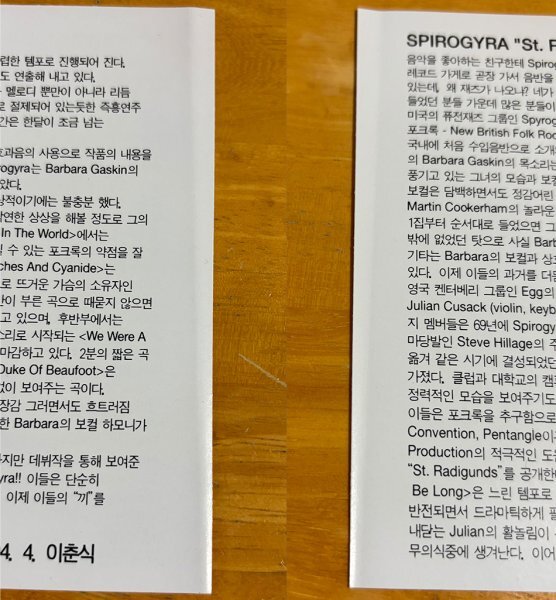 렴한 템포로 진행되어 진다.
도 연출해 내고 있다.
멜로디 뿐만이 아니라 리듬
로 절제되어 있는듯한 즉흥연주
간은 한달이 조금 넘는
효과음의 사용으로 작품의 내용을
rogyra는 Barbara Gaskin의
있다.
상적이기에는 불충분 했다.
막연한 상상을 해볼 정도로 그의
In The World>에서는
낄 수 있는 포크록의 약점을 잘
ches And Cyanide>는
로 뜨거운 가슴의 소유자인
만이 부른 곡으로 때묻지 않으면
고 있으며, 후반부에서는
소리로 시작되는 <We Were A
마감하고 있다. 2분의 짧은 곡
Duke Of Beaufoot>은
없이 보여주는 곡이다.
장감 그러면서도 흐트러짐
한 Barbara의 보컬 하모니가
하지만 데뷔작을 통해 보여준
yra!! 이들은 단순히
이제 이들의 “끼”를
4. 4. 이춘식
SPIROGYRA "St. R
음악을 좋아하는 친구한테 Spirog
레코드 가게로 곧장 가서 음반을
있는데, 왜 재즈가 나오냐? 네가
들었던 분들 가운데 많은 분들이
미국의 퓨전재즈 그룹인 Spyrog
포크록 - New British Folk Roc
국내에 처음 수입음반으로 소개
의 Barbara Gaskin의 목소리는
풍기고 있는 그녀의 모습과 보컬
보컬은 담백하면서도 정감어린
Martin Cookerham의 놀라운
1집부터 순서대로 들었으면 그
밖에 없었던 탓으로 사실 Barb
기타는 Barbara의 보컬과 상호
있다. 이제 이들의 과거를 더듬
영국 켄터베리 그룹인 Egg의
Julian Cusack (violin, keyb
지 멤버들은 69년에 Spirogy
마당발인 Steve Hillage의 주
옮겨 같은 시기에 결성되었던
가졌다. 클럽과 대학교의 캠
정력적인 모습을 보여주기도
이들은 포크록을 추구함으로
Convention, Pentangle이
Production의 적극적인 도움
“St. Radigunds”를 공개한
Be Long>은 느린 템포로
반전되면서 드라마틱하게 펼
내닫는 Julian의 활놀림이
무의식중에 생겨난다. 이어